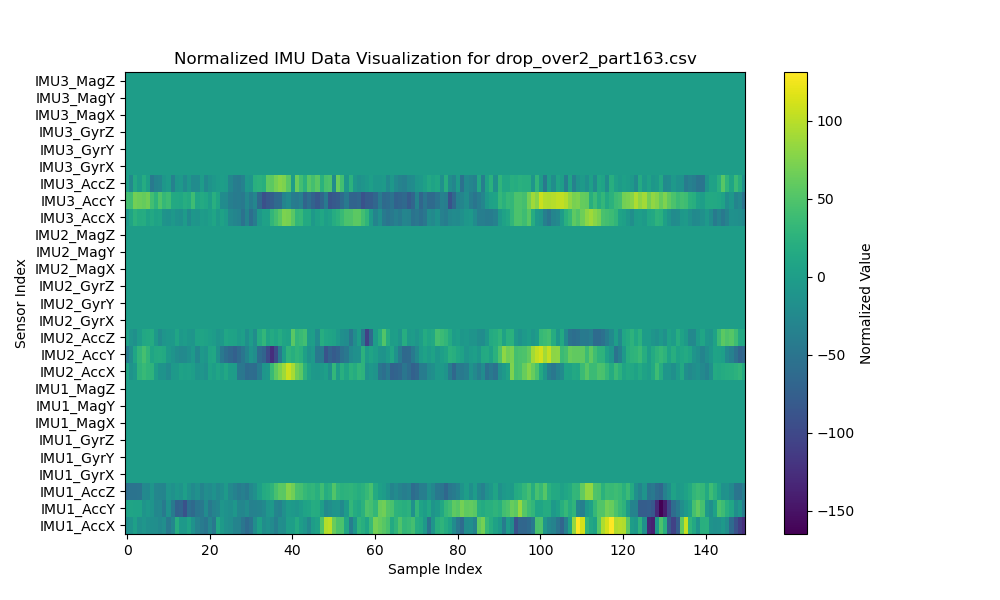 Normalized IMU Data Visualization for drop_over2_part163.csv
IMU3_MagZ
IMU3_MagY
IMU3_MagX
IMU3_GyrZ
IMU3_GyrY
IMU3_GyrX
IMU3_AccZ
IMU3_AccY
IMU3_AccX
IMU2_MagZ
IMU2_MagY
IMU2_MagX
IMU2_GyrZ
IMU2_GyrY
IMU2_GyrX
IMU2_AccZ
IMU2_AccY
IMU2_AccX
IMU1_MagZ
IMU1_MagY
IMU1_MagX
IMU1_GyrZ
IMU1_GyrY
IMU1_GyrX
IMU1_AccZ
IMU1_AccY
IMU1_AccX
Sensor Index
0 20 40 60 80 100 120 140
Sample Index
100
50
0
−50
−100
−150
Normalized Value